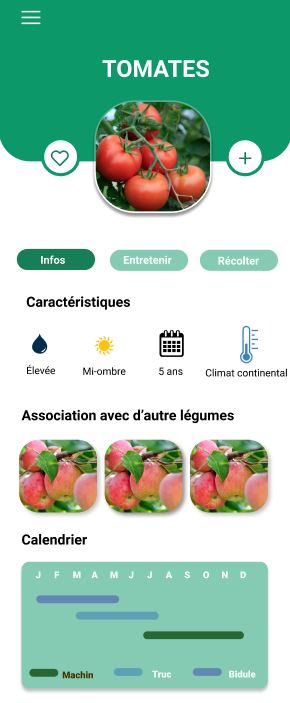 TOMATES
Infos Entretenir Récolter
Caractéristiques
Élevée Mi-ombre 5 ans Climat continental
Association avec d’autre légumes
Calendrier
J F M A M J J A S O N D
Machin Truc Bidule